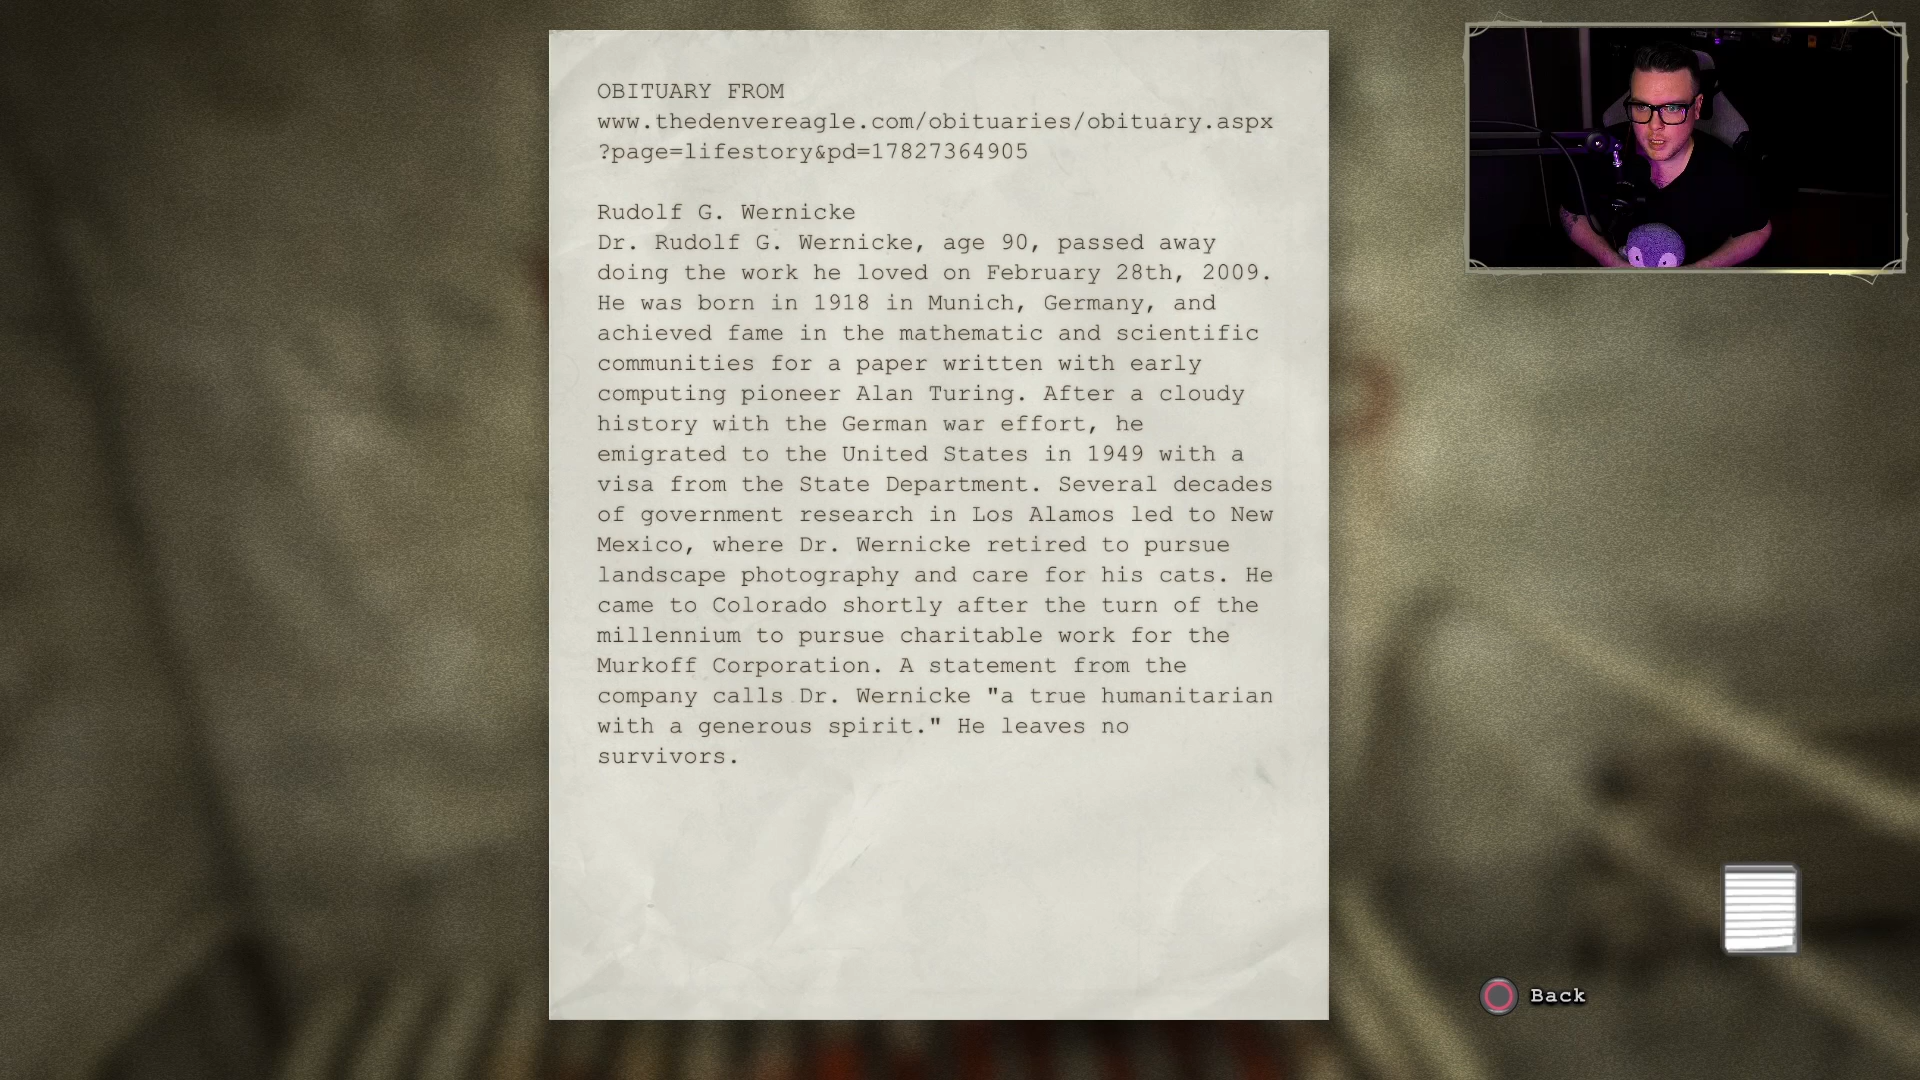 OBITUARY FROM
www.thedenvereagle.com/obituaries/obituary.aspx
?page=lifestory&pd=17827364905
Rudolf G. Wernicke
Dr. Rudolf G. Wernicke, age 90, passed away
doing the work he loved on February 28th, 2009.
He was born in 1918 in Munich, Germany, and
achieved fame in the mathematic and scientific
communities for a paper written with early
computing pioneer Alan Turing. After a cloudy
history with the German war effort, he
emigrated to the United States in 1949 with a
visa from the State Department. Several decades
of government research in Los Alamos led to New
Mexico, where Dr. Wernicke retired to pursue
landscape photography and care for his cats. He
came to Colorado shortly after the turn of the
millennium to pursue charitable work for the
Murkoff Corporation. A statement from the
company calls Dr. Wernicke "a true humanitarian
with a generous spirit." He leaves no
survivors.
Back